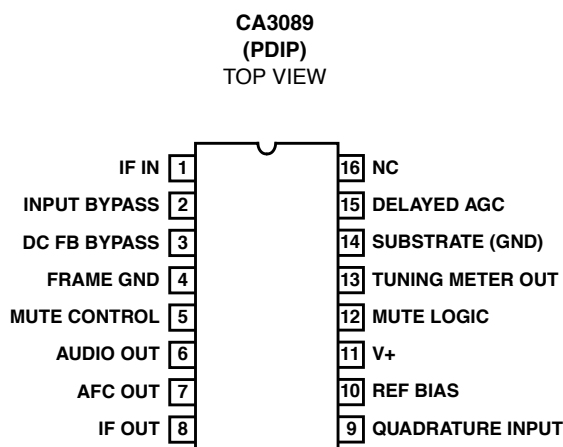 CA3089
(PDIP)
TOP VIEW
IF IN 1
INPUT BYPASS 2
DC FB BYPASS 3
FRAME GND 4
MUTE CONTROL 5
AUDIO OUT 6
AFC OUT 7
IF OUT 8
16 NC
15 DELAYED AGC
14 SUBSTRATE (GND)
13 TUNING METER OUT
12 MUTE LOGIC
11 V+
10 REF BIAS
9 QUADRATURE INPUT